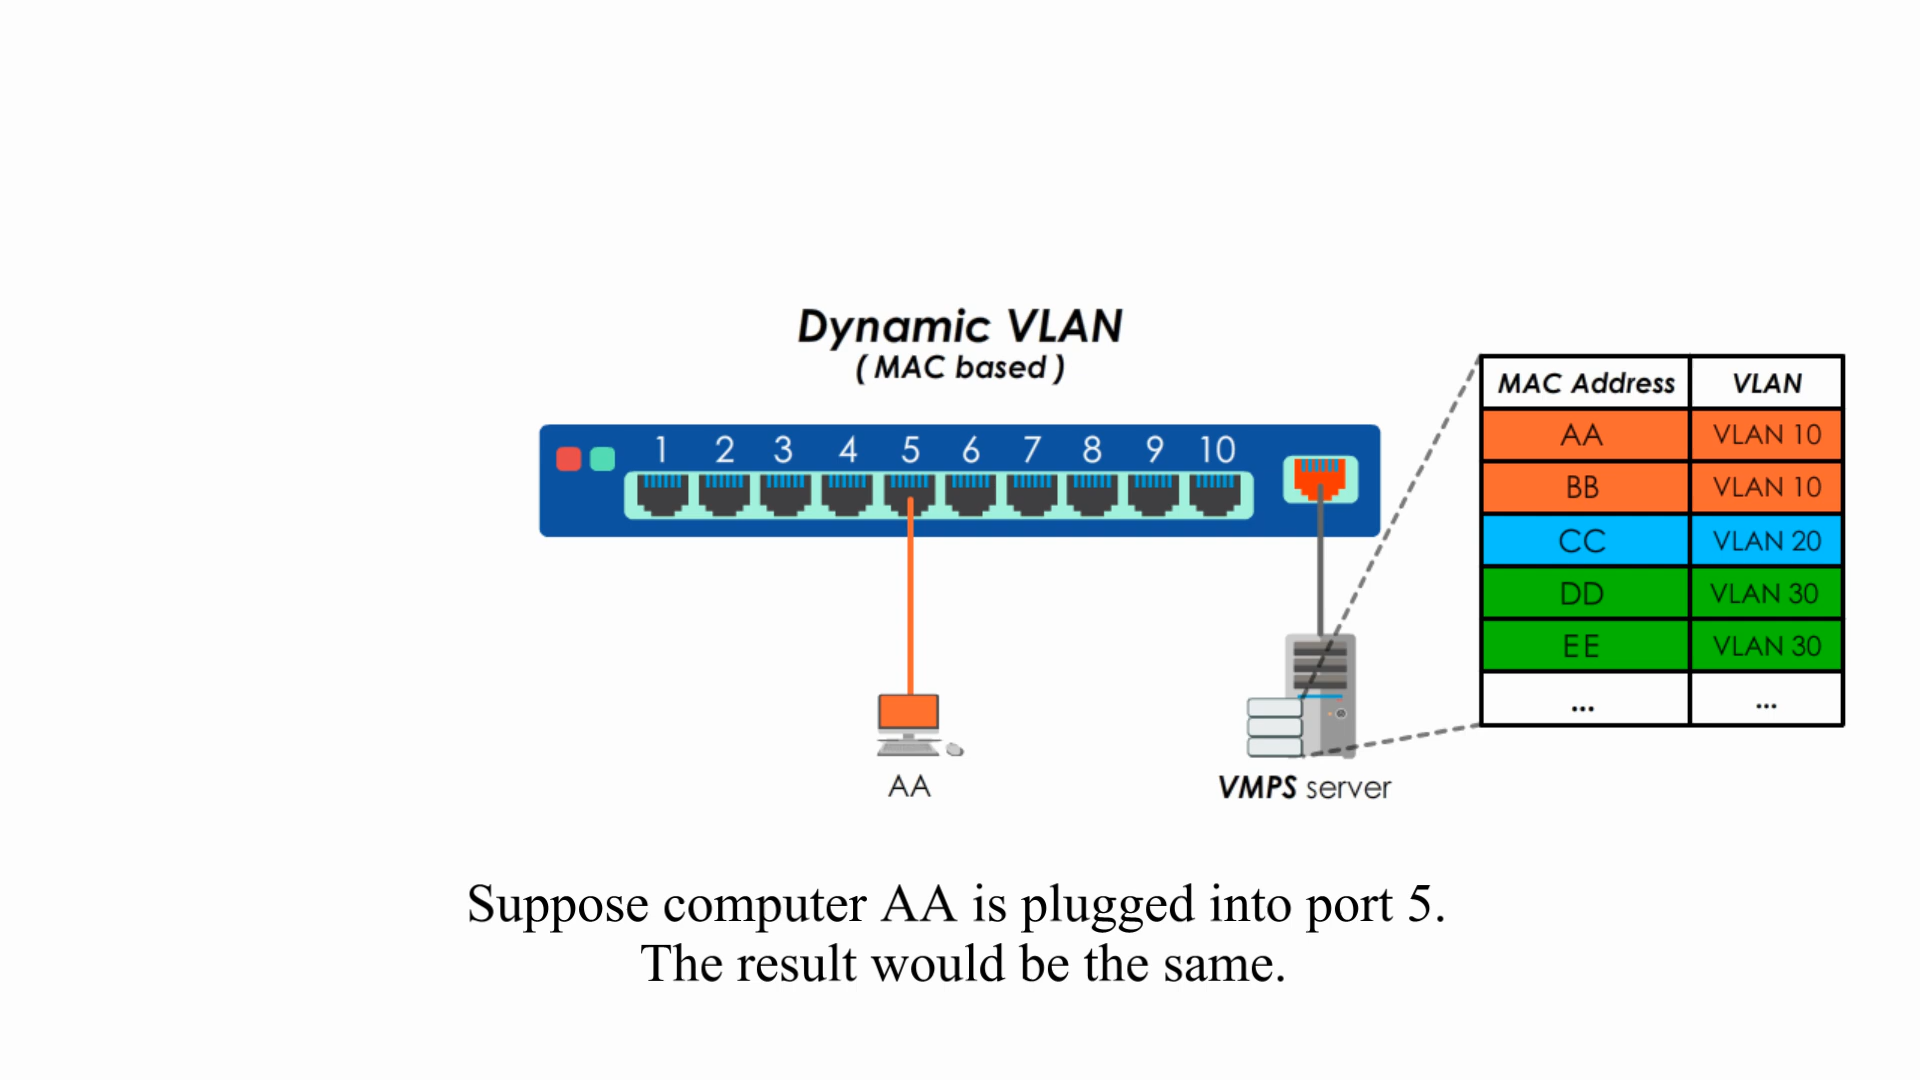 Dynamic VLAN
( MAC based )
1 2 3 4 5 6 7 8 9 10
MAC Address VLAN
AA VLAN 10
BB VLAN 10
CC VLAN 20
DD VLAN 30
EE VLAN 30
... ...
AA
VMPS server
Suppose computer AA is plugged into port 5.
The result would be the same.